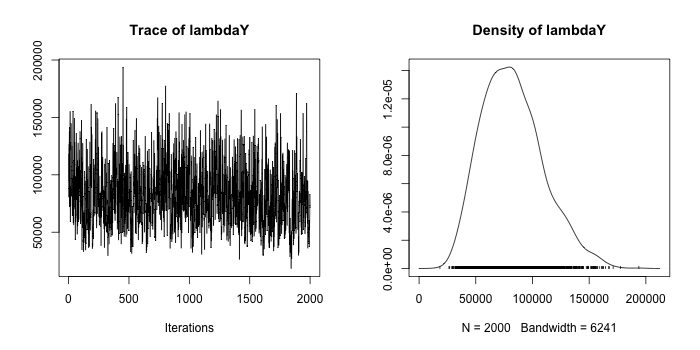 Trace of lambdaY
200000
150000
100000
50000
0 500 1000 1500 2000
Iterations
Density of lambdaY
1.2e-05
8.0e-06
4.0e-06
0.0e+00
0 50000 100000 150000 200000
N = 2000 Bandwidth = 6241